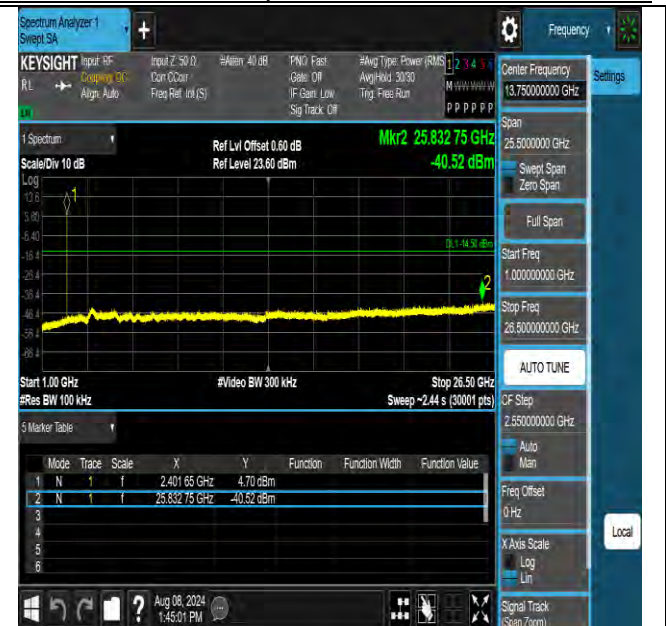 Spectrum Analyzer 1
Swept SA
+
Frequency
KEYSIGHT
RL
Input: RF
Coupling: DC
Align: Auto
Input Z: 50 Ω
Corr CCorr
Freq Ref: Int (S)
#Atten: 40 dB
PNO: Fast
Gate: Off
IF Gain: Low
Sig Track: Off
#Avg Type: Power (RMS
Avg|Hold: 30/30
Trig: Free Run
1 2 3 4 5 6
M W W W W W
P P P P P P
Center Frequency
13.750000000 GHz
Settings
Span
25.5000000 GHz
Swept Span
Zero Span
Full Span
Start Freq
1.000000000 GHz
Stop Freq
26.500000000 GHz
AUTO TUNE
CF Step
2.550000000 GHz
Auto
Man
Freq Offset
0 Hz
X Axis Scale
Log
Lin
Signal Track
(Span Zoom)
Local
1 Spectrum
Scale/Div 10 dB
Ref Lvl Offset 0.60 dB
Ref Level 23.60 dBm
Mkr2 25.832 75 GHz
-40.52 dBm
Log
13.6
3.60
-6.40
-16.4
-26.4
-36.4
-46.4
-56.4
-66.4
1
DL1 -14.50 dBm
2
Start 1.00 GHz
#Video BW 300 kHz
Stop 26.50 GHz
#Res BW 100 kHz
Sweep ~2.44 s (30001 pts)
5 Marker Table
Mode Trace Scale X Y Function Function Width Function Value
1 N 1 f 2.401 65 GHz 4.70 dBm
2 N 1 f 25.832 75 GHz -40.52 dBm
3
4
5
6
?
Aug 08, 2024
1:45:01 PM